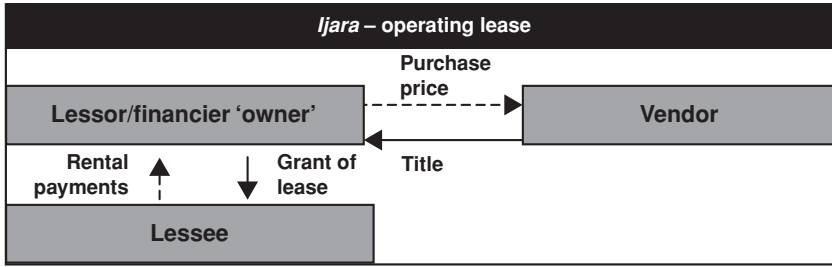 Ijara – operating lease
Purchase
price
Lessor/financier ‘owner’
Vendor
Rental
payments
Grant of
lease
Title
Lessee